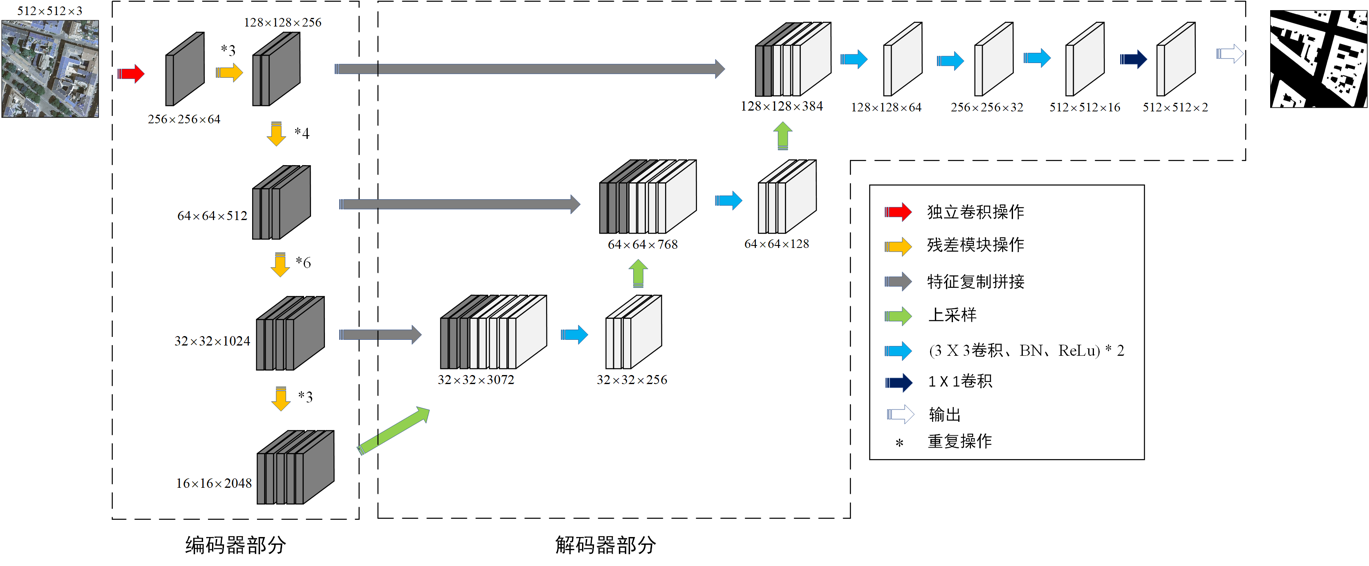 512×512×3
128×128×256
*3
256×256×64
*4
64×64×512
*6
32×32×1024
*3
16×16×2048
编码器部分
128×128×384
128×128×64
256×256×32
512×512×16
512×512×2
64×64×768
64×64×128
32×32×3072
32×32×256
解码器部分
独立卷积操作
残差模块操作
特征复制拼接
上采样
(3 X 3卷积、BN、ReLu) * 2
1 X 1卷积
输出
* 重复操作